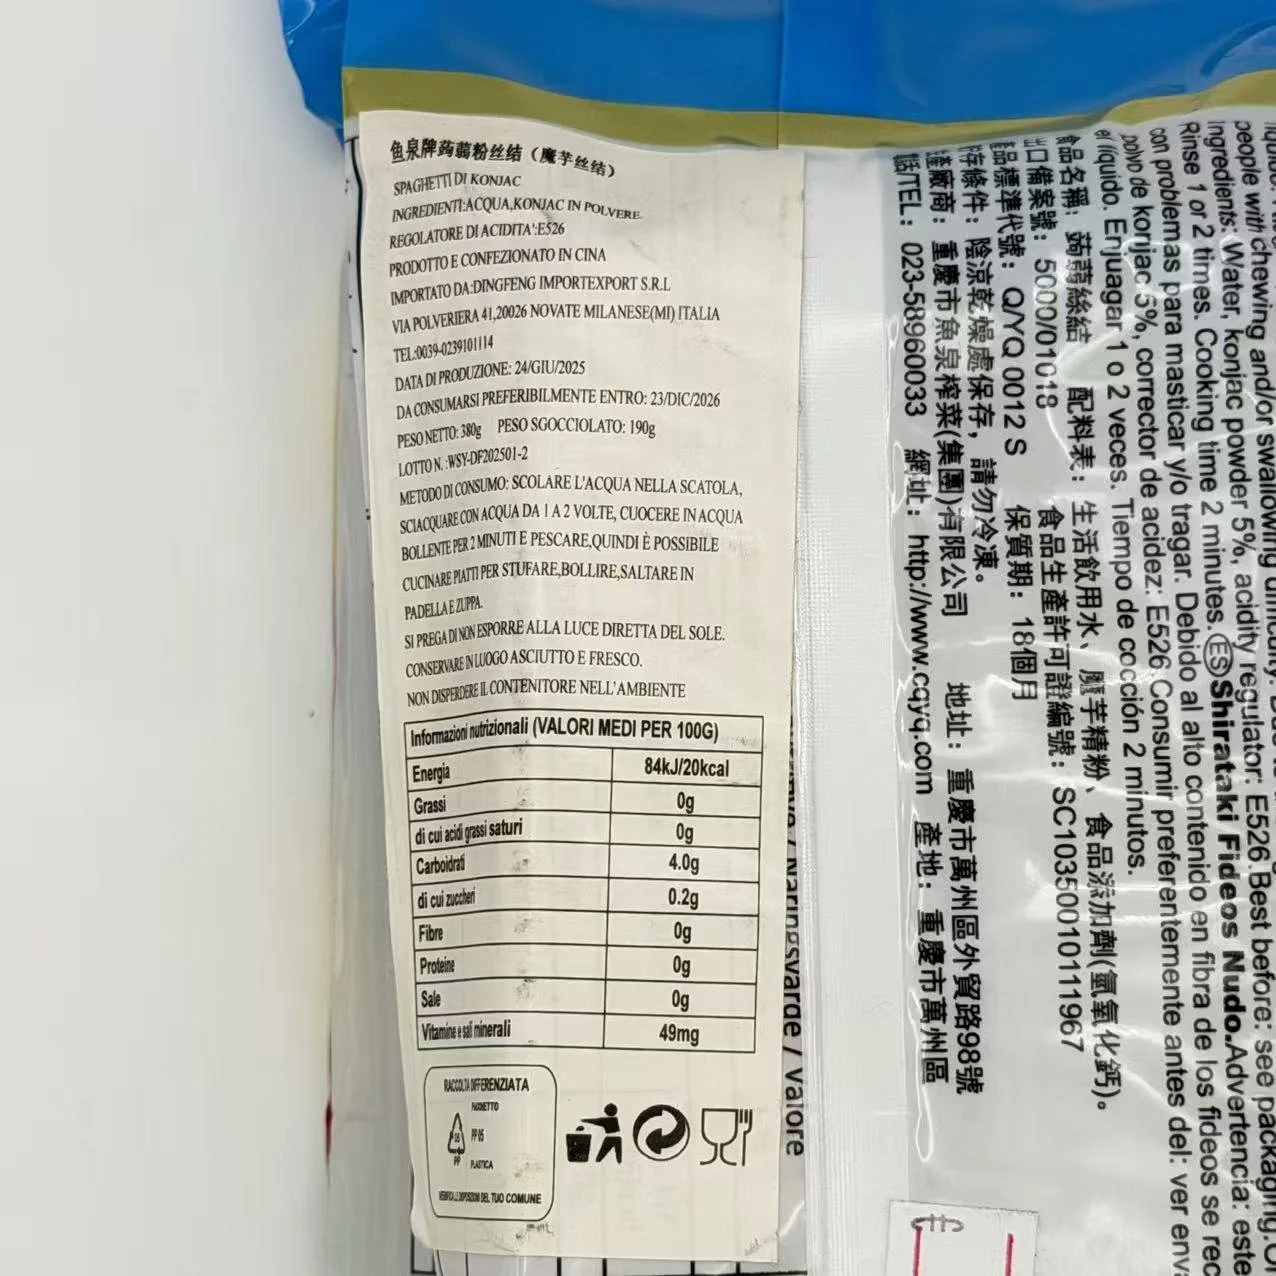 鱼泉牌蒟蒻粉丝结（魔芋丝结）
SPAGHETTI DI KONJAC
INGREDIENTI:ACQUA,KONJAC IN POLVERE
REGOLATORE DI ACIDITA':E526
PRODOTTO E CONFEZIONATO IN CINA
IMPORTATO DA:DINGFENG IMPORTEXPORT S.R.L
VIA POLVERIERA 41,20026 NOVATE MILANESE(MI) ITALIA
TEL:0039-0239101114
DATA DI PRODUZIONE: 24/GIU/2025
DA CONSUMARSI PREFERIBILMENTE ENTRO: 23/DIC/2026
PESO NETTO: 380g PESO SGOCCIOLATO: 190g
LOTTO N. :WSY-DF202501-2
METODO DI CONSUMO: SCOLARE L'ACQUA NELLA SCATOLA,
SCIACQUARE CON ACQUA DA 1 A 2 VOLTE, CUOCERE IN ACQUA
BOLLENTE PER 2 MINUTI E PESCARE,QUINDI È POSSIBILE
CUCINARE PIATTI PER STUFARE,BOLLIRE,SALTARE IN
PADELLA E ZUPPA.
SI PREGA DI NON ESPORRE ALLA LUCE DIRETTA DEL SOLE.
CONSERVARE IN LUOGO ASCIUTTO E FRESCO.
NON DISPERDERE IL CONTENITORE NELL'AMBIENTE
Informazioni nutrizionali (VALORI MEDI PER 100G)
Energia 84kJ/20kcal
Grassi 0g
di cui acidi grassi saturi 0g
Carboidrati 4.0g
di cui zuccheri 0.2g
Fibre 0g
Proteine 0g
Sale 0g
Vitamine e sali minerali 49mg
RACCOLTA DIFFERENZIATA
PACCHETTO
05 PP 05
PP PLASTICA
VERIFICA LE DISPOSIZIONI DEL TUO COMUNE
Näringsvärde / Valore
people with chewing and/or swallowing difficulty.
Ingredients: Water, konjac powder 5%, acidity regulator: E526.Best before: see packaging.
Rinse 1 or 2 times. Cooking time 2 minutes. ES Shirataki Fideos Nudo.Advertencia: este
con problemas para masticar y/o tragar. Debido al alto contenido en fibra de los fideos se
polvo de konjac 5%, corrector de acidez: E526.Consumir preferentemente antes del: ver
el líquido. Enjuagar 1 o 2 veces. Tiempo de cocción 2 minutos.
食品名稱：蒟蒻絲結 配料表：生活飲用水、魔芋精粉、食品添加劑(氫氧化鈣)。
口備案號：5000/01018 食品生產許可證編號：SC10350010111967
品標準代號：Q/YQ 0012 S 保質期：18個月
存條件：陰涼乾燥處保存，請勿冷凍。
廠商：重慶市魚泉榨菜(集團)有限公司 地址：重慶市萬州區外貿路98號
話/TEL：023-58960033 網址：http://www.cqyq.com 產地：重慶市萬州區